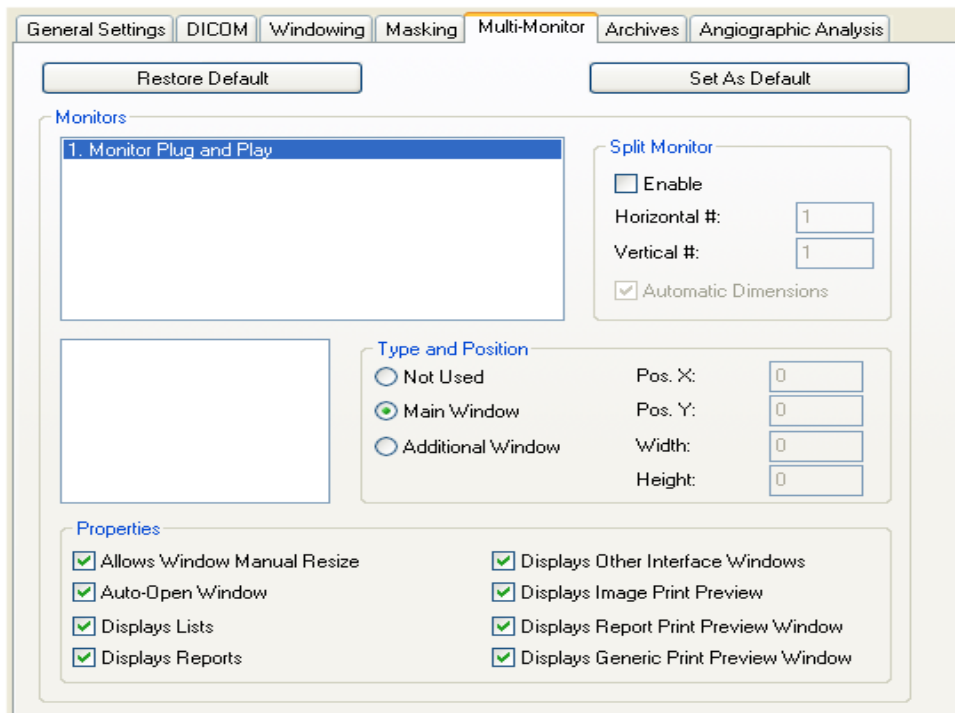 General Settings DICOM Windowing Masking Multi-Monitor Archives Angiographic Analysis
Restore Default Set As Default
Monitors
1. Monitor Plug and Play
Split Monitor
Enable
Horizontal #: 1
Vertical #: 1
Automatic Dimensions
Type and Position
Not Used Pos. X: 0
Main Window Pos. Y: 0
Additional Window Width: 0
Height: 0
Properties
Allows Window Manual Resize Displays Other Interface Windows
Auto-Open Window Displays Image Print Preview
Displays Lists Displays Report Print Preview Window
Displays Reports Displays Generic Print Preview Window